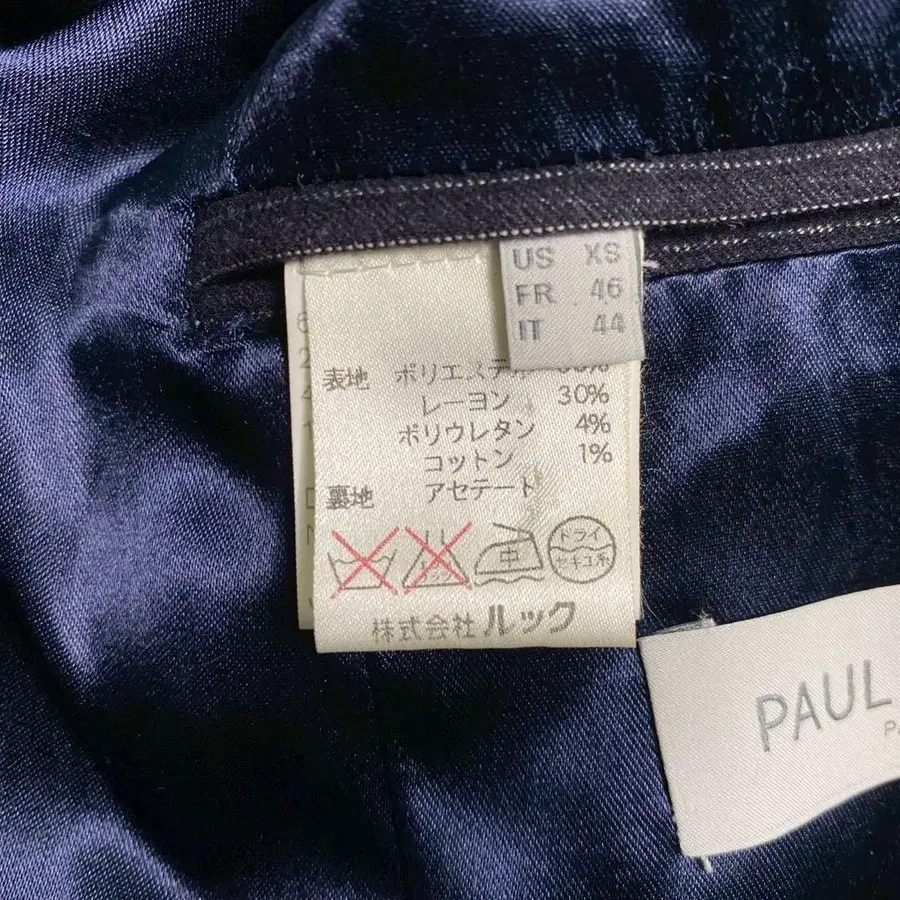 US XS
FR 46
IT 44
表地 ポリエステル
レーヨン 30%
ポリウレタン 4%
コットン 1%
裏地 アセテート
中
ドライ
セキユ系
株式会社 ルック
PAUL